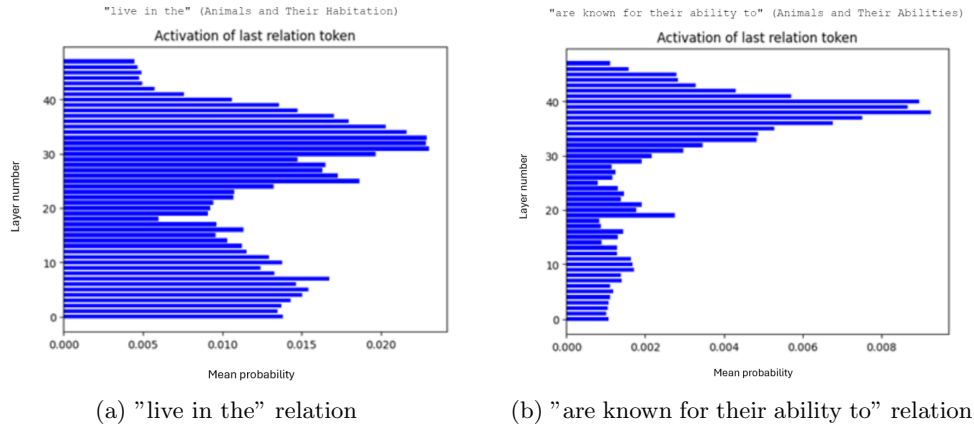 "live in the" (Animals and Their Habitation)
Activation of last relation token
Layer number
40
30
20
10
0
0.000 0.005 0.010 0.015 0.020
Mean probability
(a) ”live in the” relation
"are known for their ability to" (Animals and Their Abilities)
Activation of last relation token
Layer number
40
30
20
10
0
0.000 0.002 0.004 0.006 0.008
Mean probability
(b) ”are known for their ability to” relation